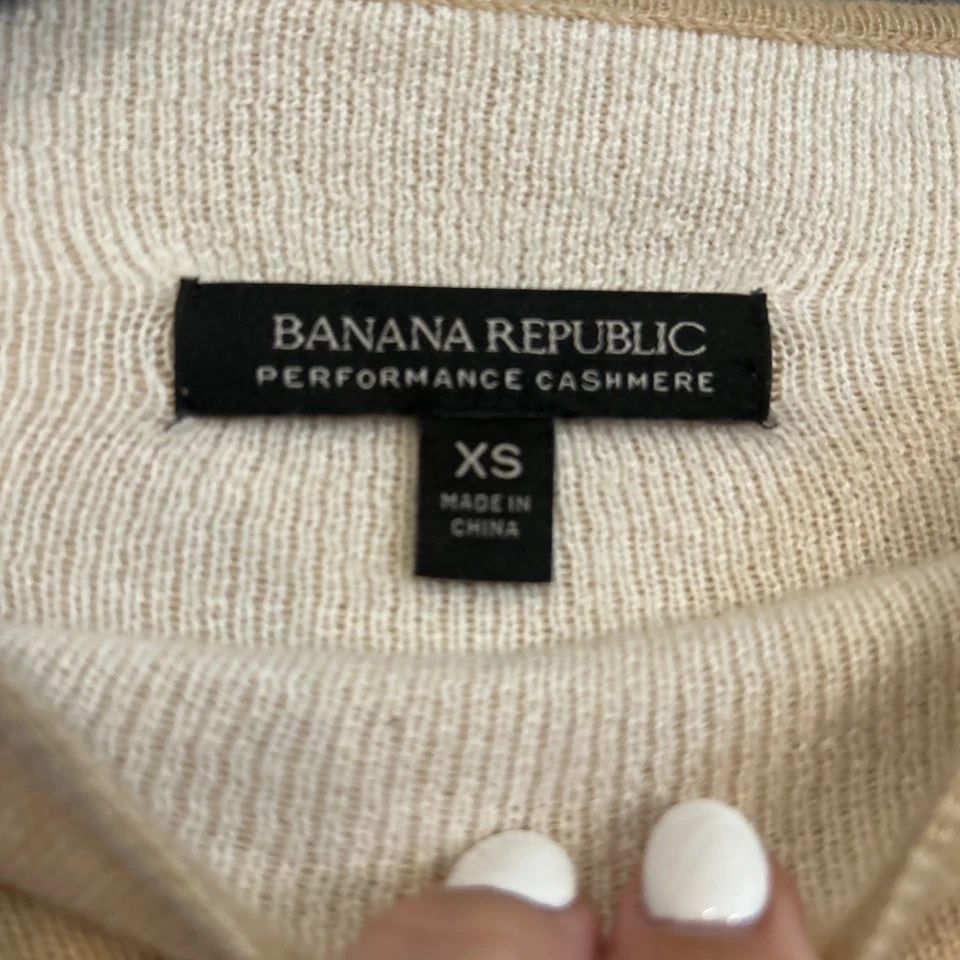 BANANA REPUBLIC
PERFORMANCE CASHMERE
XS
MADE IN
CHINA